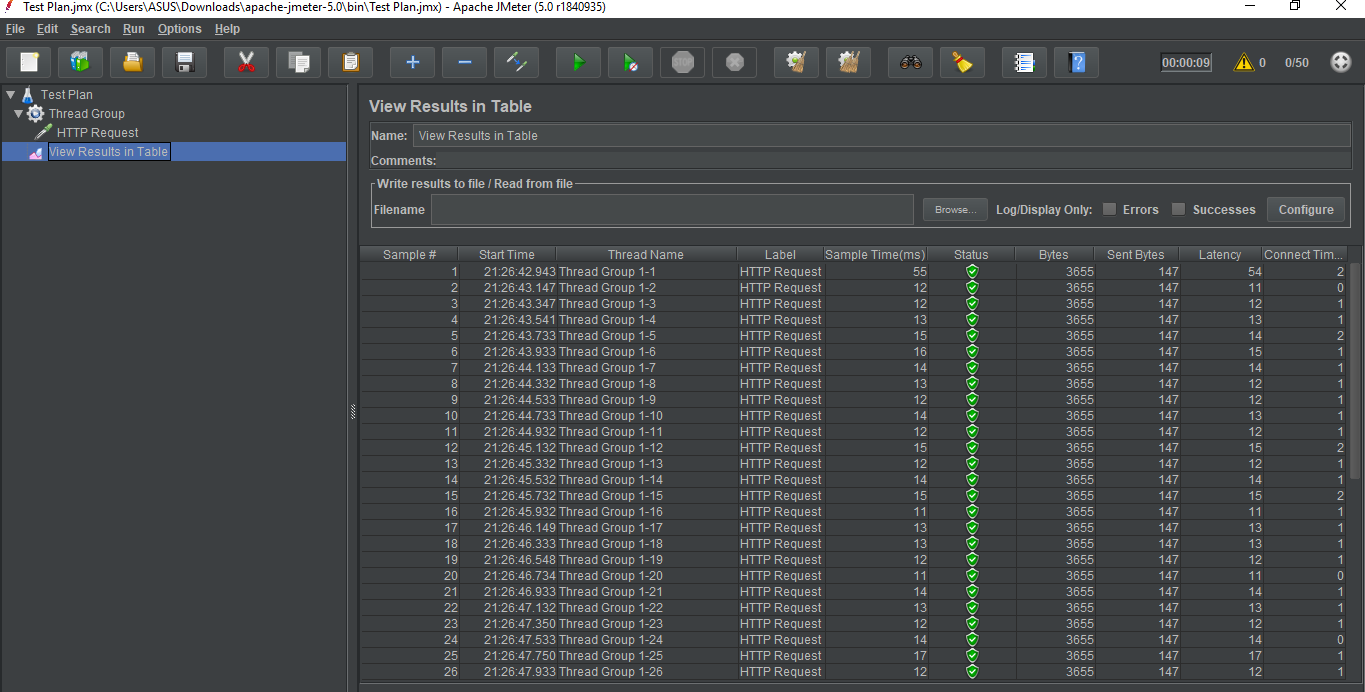 Test Plan.jmx (C:\Users\ASUS\Downloads\apache-jmeter-5.0\bin\Test Plan.jmx) - Apache JMeter (5.0 r1840935)
File Edit Search Run Options Help
STOP 00:00:09 0 0/50
Test Plan
Thread Group
HTTP Request
View Results in Table
View Results in Table
Name: View Results in Table
Comments:
Write results to file / Read from file
Filename Browse... Log/Display Only: Errors Successes Configure
Sample # Start Time Thread Name Label Sample Time(ms) Status Bytes Sent Bytes Latency Connect Tim...
1 21:26:42.943 Thread Group 1-1 HTTP Request 55 3655 147 54 2
2 21:26:43.147 Thread Group 1-2 HTTP Request 12 3655 147 11 0
3 21:26:43.347 Thread Group 1-3 HTTP Request 12 3655 147 12 1
4 21:26:43.541 Thread Group 1-4 HTTP Request 13 3655 147 13 1
5 21:26:43.733 Thread Group 1-5 HTTP Request 15 3655 147 14 2
6 21:26:43.933 Thread Group 1-6 HTTP Request 16 3655 147 15 1
7 21:26:44.133 Thread Group 1-7 HTTP Request 14 3655 147 14 1
8 21:26:44.332 Thread Group 1-8 HTTP Request 13 3655 147 12 1
9 21:26:44.533 Thread Group 1-9 HTTP Request 12 3655 147 12 1
10 21:26:44.733 Thread Group 1-10 HTTP Request 14 3655 147 13 1
11 21:26:44.932 Thread Group 1-11 HTTP Request 12 3655 147 12 1
12 21:26:45.132 Thread Group 1-12 HTTP Request 15 3655 147 15 2
13 21:26:45.332 Thread Group 1-13 HTTP Request 12 3655 147 12 1
14 21:26:45.532 Thread Group 1-14 HTTP Request 14 3655 147 14 1
15 21:26:45.732 Thread Group 1-15 HTTP Request 15 3655 147 15 2
16 21:26:45.932 Thread Group 1-16 HTTP Request 11 3655 147 11 1
17 21:26:46.149 Thread Group 1-17 HTTP Request 13 3655 147 13 1
18 21:26:46.333 Thread Group 1-18 HTTP Request 13 3655 147 13 1
19 21:26:46.548 Thread Group 1-19 HTTP Request 12 3655 147 12 1
20 21:26:46.734 Thread Group 1-20 HTTP Request 11 3655 147 11 0
21 21:26:46.933 Thread Group 1-21 HTTP Request 14 3655 147 14 1
22 21:26:47.132 Thread Group 1-22 HTTP Request 13 3655 147 13 1
23 21:26:47.350 Thread Group 1-23 HTTP Request 12 3655 147 12 1
24 21:26:47.533 Thread Group 1-24 HTTP Request 14 3655 147 14 0
25 21:26:47.750 Thread Group 1-25 HTTP Request 17 3655 147 17 1
26 21:26:47.933 Thread Group 1-26 HTTP Request 12 3655 147 12 1